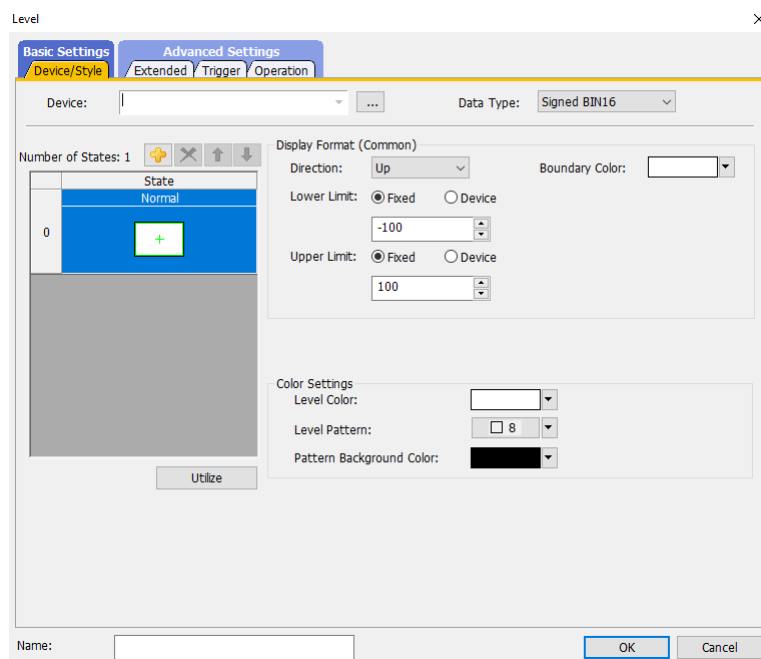 Level
Basic Settings
Advanced Settings
Device/Style
Extended
Trigger
Operation
Device:
...
Data Type:
Signed BIN16
Number of States: 1
State
Normal
0
Display Format (Common)
Direction:
Up
Boundary Color:
Lower Limit:
Fixed
Device
-100
Upper Limit:
Fixed
Device
100
Color Settings
Level Color:
Level Pattern:
8
Pattern Background Color:
Utilize
Name:
OK
Cancel